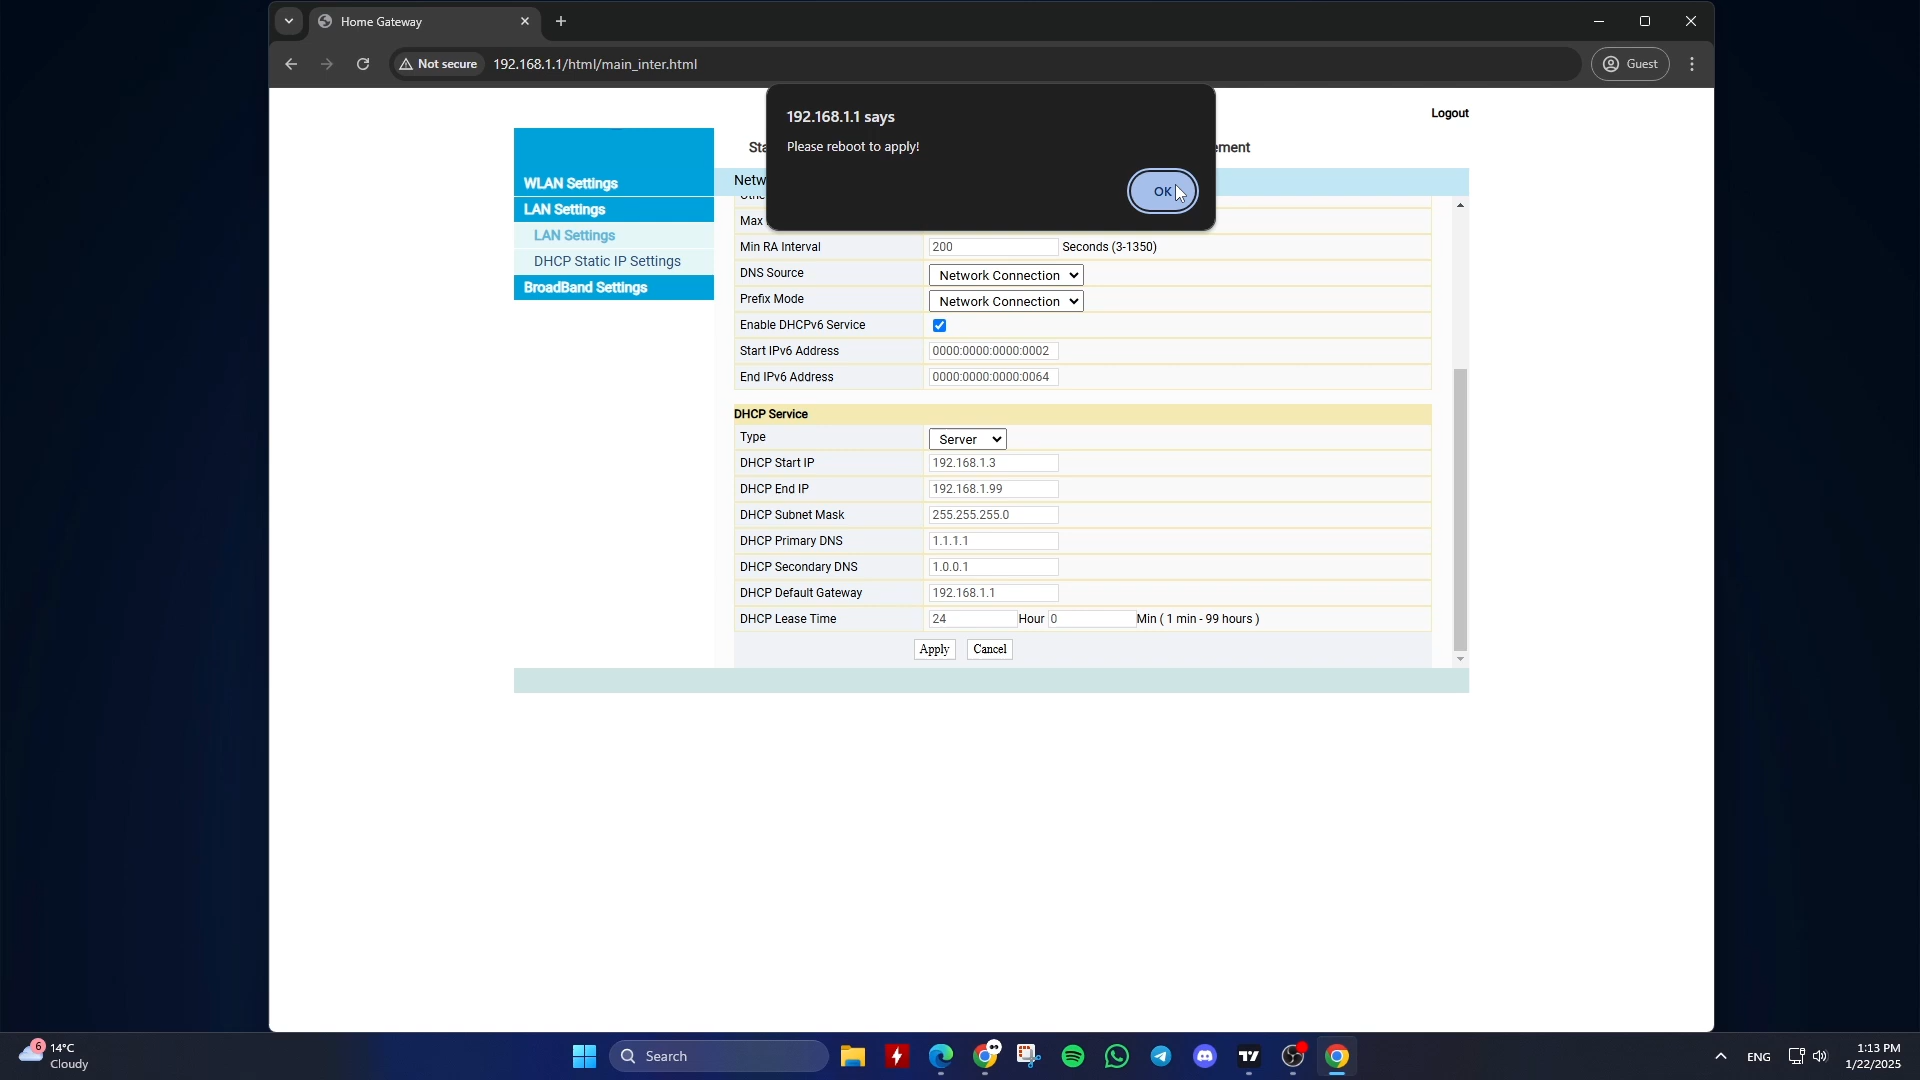 Home Gateway
Not secure
192.168.1.1/html/main_inter.html
Guest
192.168.1.1 says
Please reboot to apply!
OK
Logout
Sta
ement
WLAN Settings
LAN Settings
LAN Settings
DHCP Static IP Settings
BroadBand Settings
Netw
Max
Min RA Interval 200 Seconds (3-1350)
DNS Source Network Connection
Prefix Mode Network Connection
Enable DHCPv6 Service
Start IPv6 Address 0000:0000:0000:0002
End IPv6 Address 0000:0000:0000:0064
DHCP Service
Type Server
DHCP Start IP 192.168.1.3
DHCP End IP 192.168.1.99
DHCP Subnet Mask 255.255.255.0
DHCP Primary DNS 1.1.1.1
DHCP Secondary DNS 1.0.0.1
DHCP Default Gateway 192.168.1.1
DHCP Lease Time 24 Hour 0 Min ( 1 min - 99 hours )
Apply Cancel
6
14°C
Cloudy
Search
ENG
1:13 PM
1/22/2025